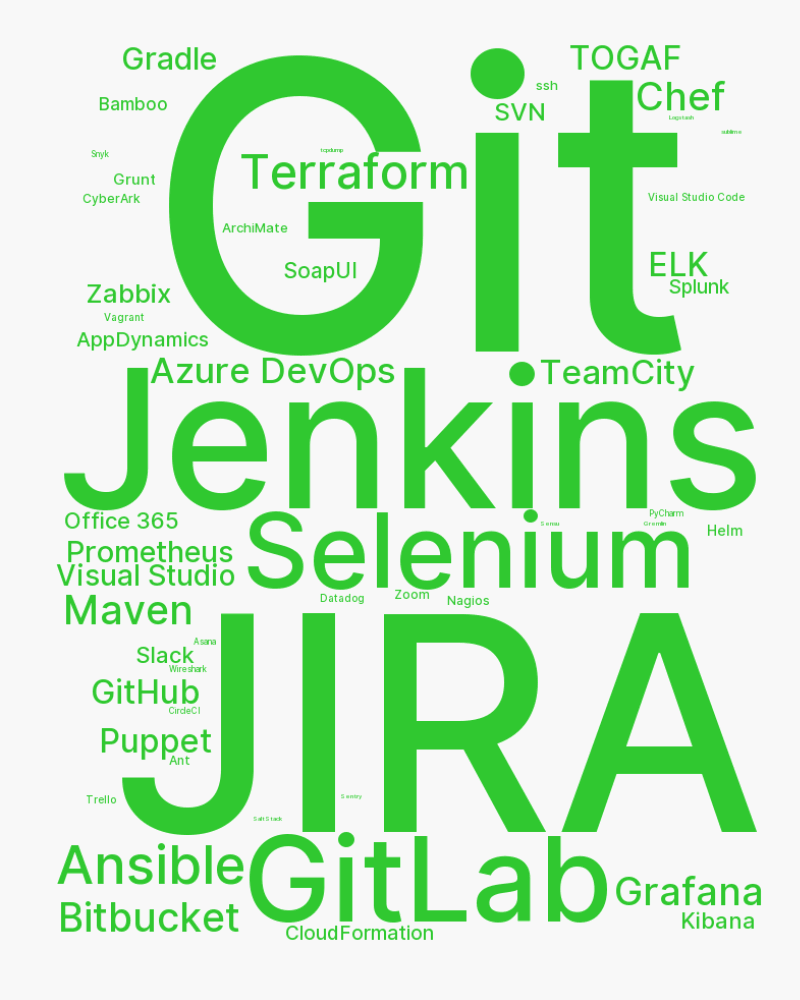 Gradle
TOGAF
Git
ssh
Chef
Bamboo
SVN
Logstash
sublime
tcpdump
Snyk
Terraform
Grunt
CyberArk
Visual Studio Code
ArchiMate
ELK
SoapUI
Splunk
Zabbix
Vagrant
AppDynamics
Azure DevOps
TeamCity
Jenkins
Office 365
PyCharm
Sensu
Gremlin
Helm
Selenium
Prometheus
Visual Studio
Datadog
Zoom
Nagios
Maven
Asana
Slack
Wireshark
JIRA
GitHub
CircleCI
Puppet
Ant
Trello
Sentry
SaltStack
Ansible
GitLab
Grafana
Bitbucket
Kibana
CloudFormation